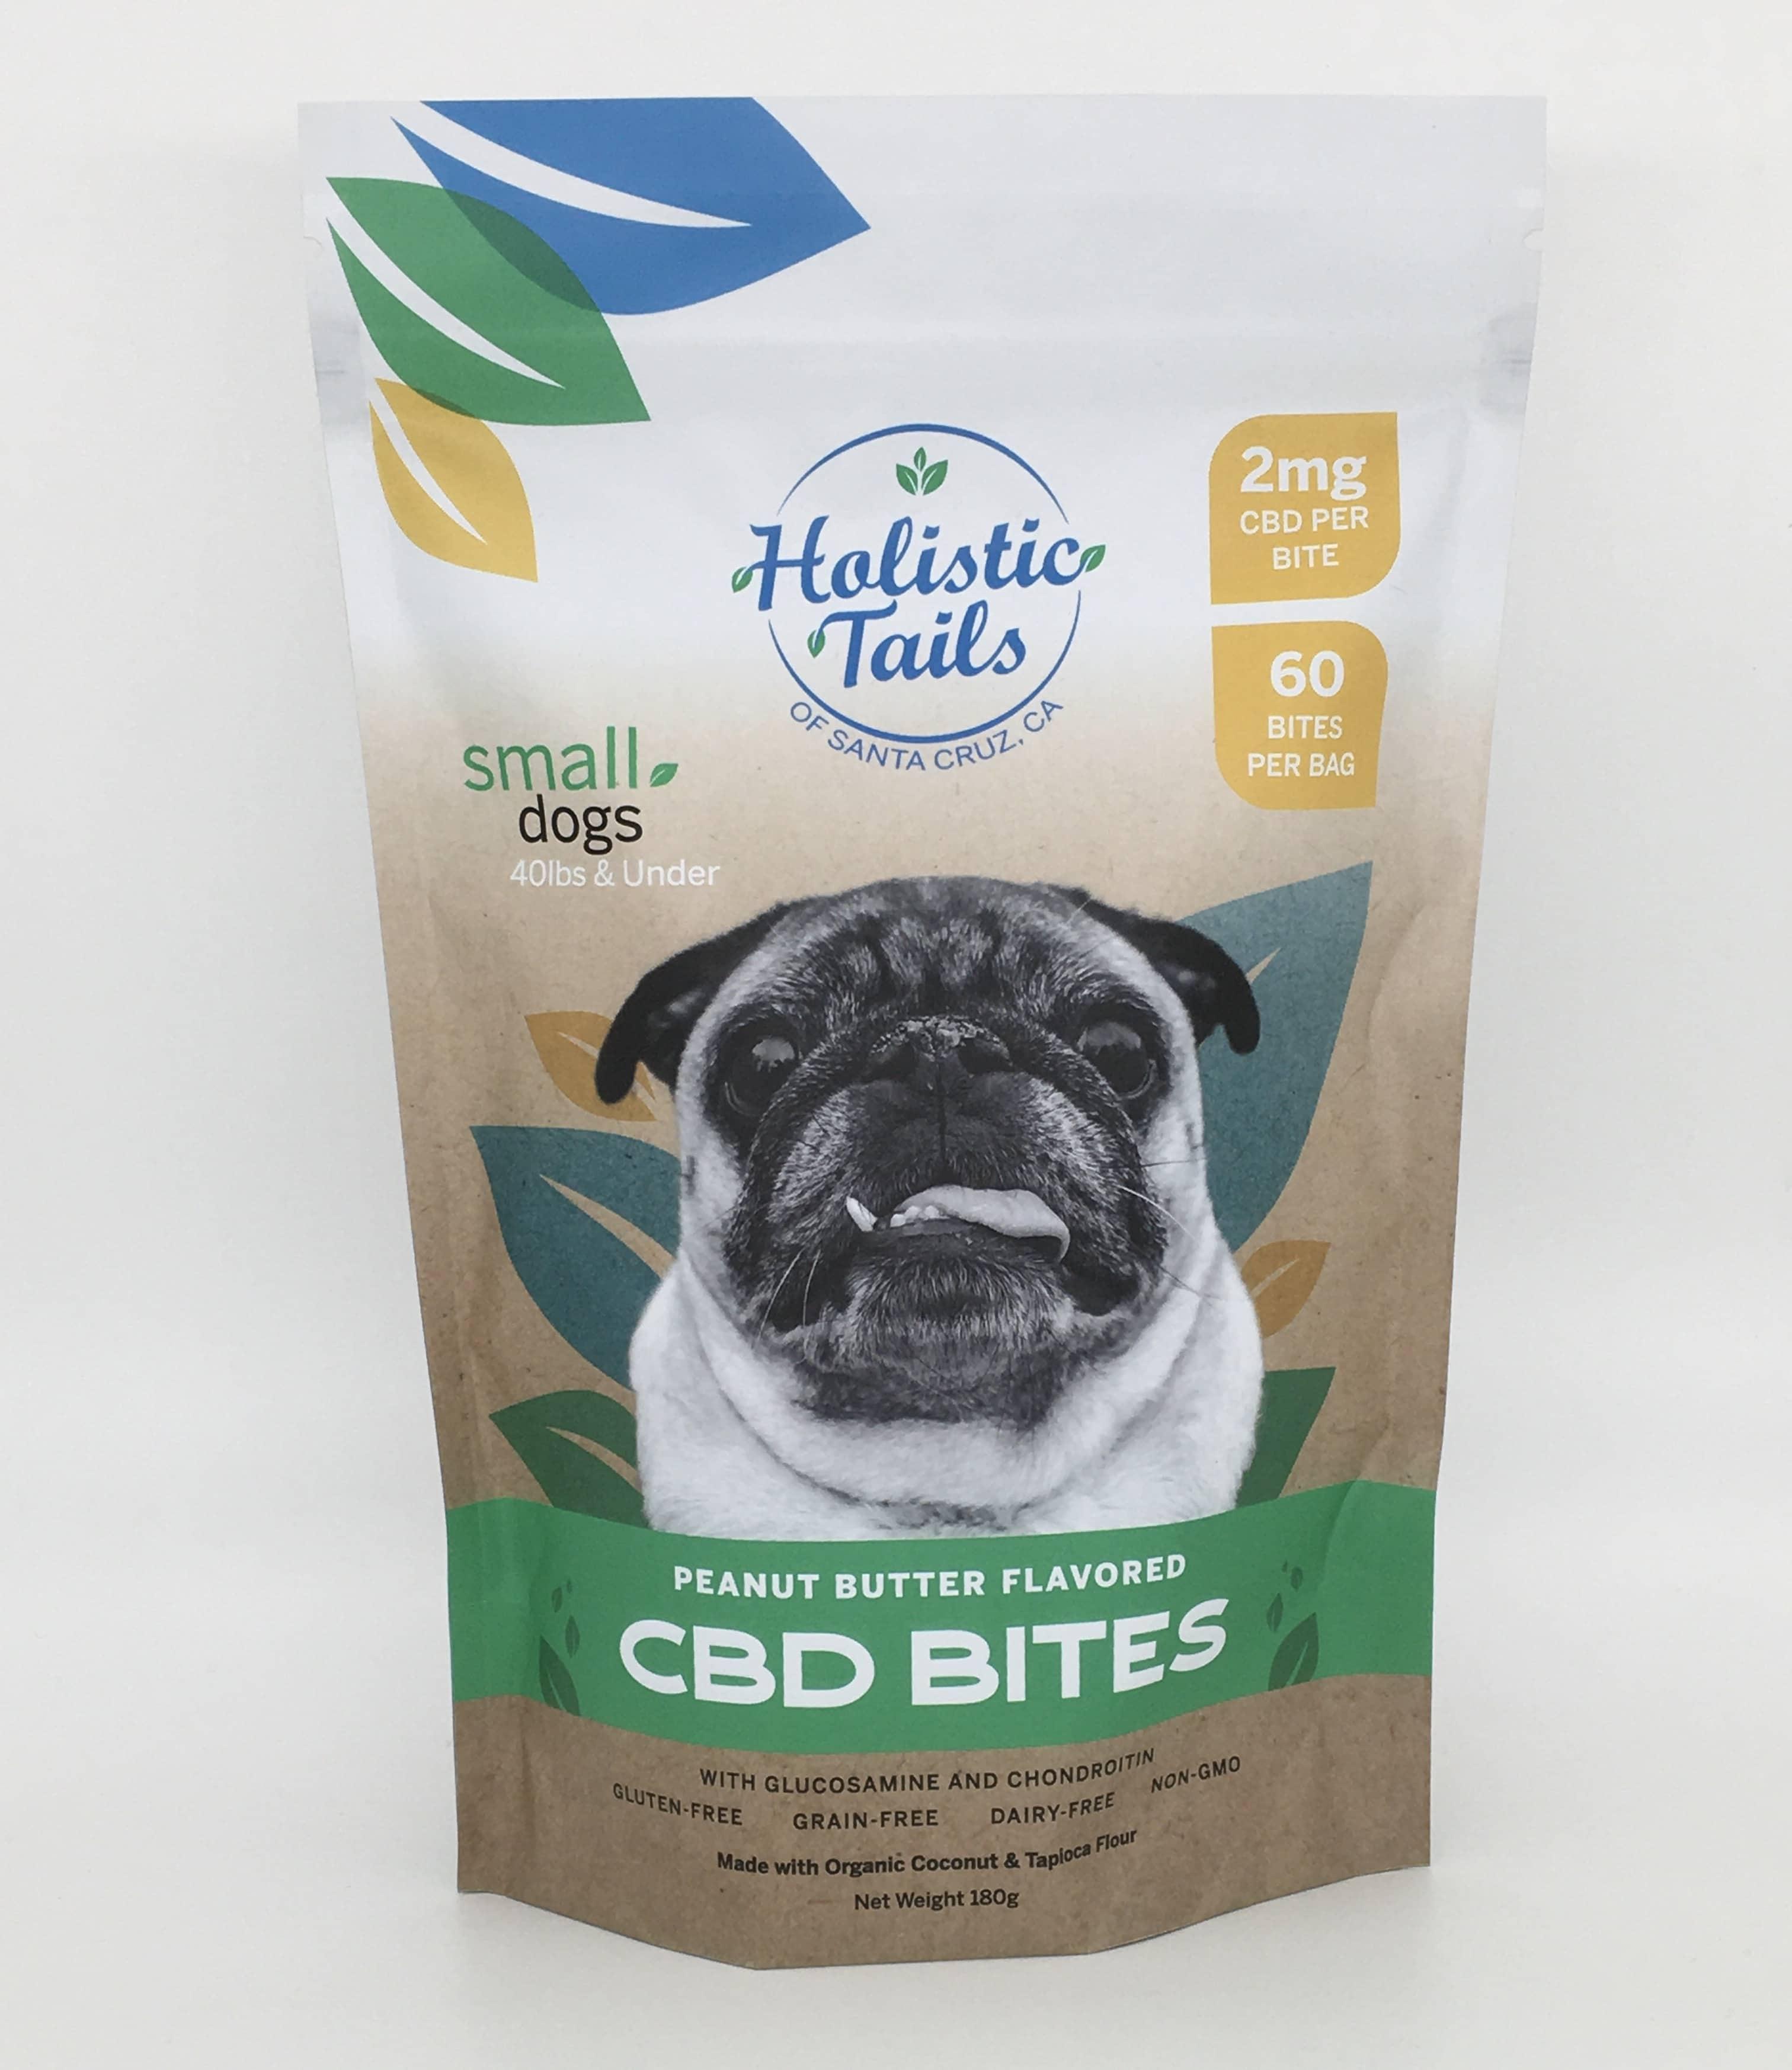 Holistic
Tails
OF SANTA CRUZ, CA
2mg
CBD PER
BITE
60
BITES
PER BAG
small
dogs
40lbs & Under
PEANUT BUTTER FLAVORED
CBD BITES
WITH GLUCOSAMINE AND CHONDROITIN
GLUTEN-FREE GRAIN-FREE DAIRY-FREE NON-GMO
Made with Organic Coconut & Tapioca Flour
Net Weight 180g